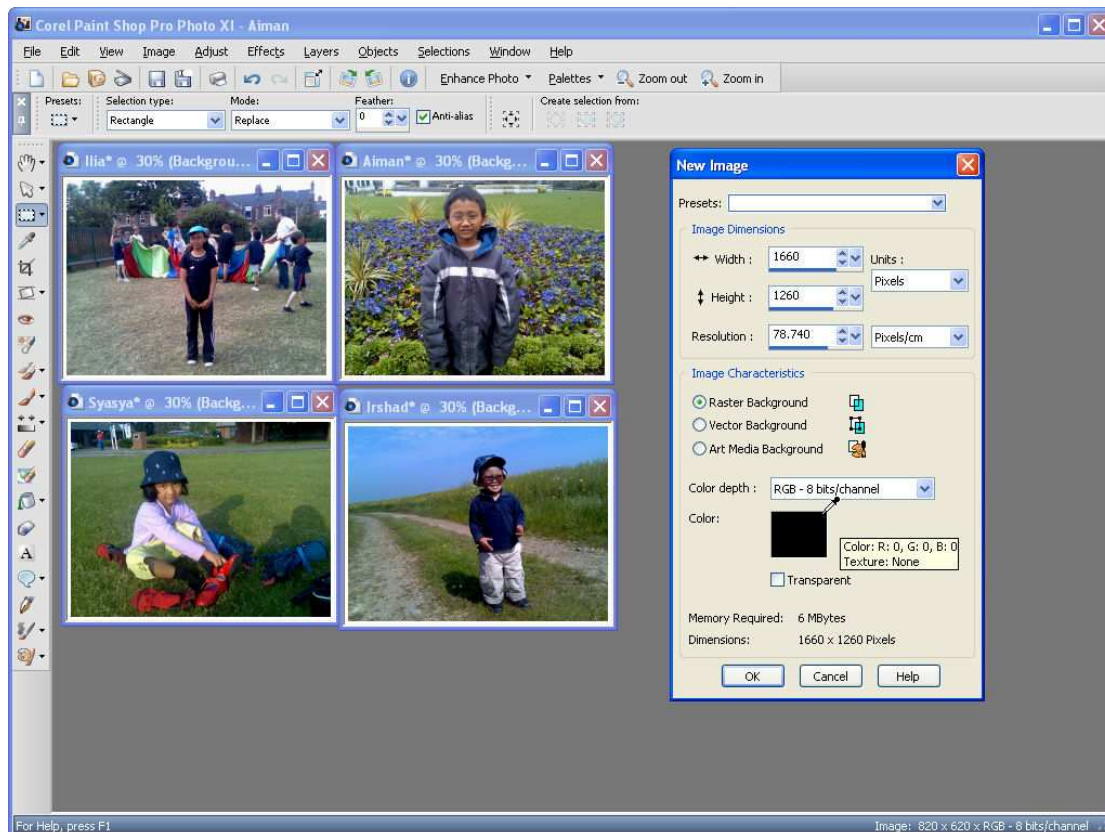 Corel Paint Shop Pro Photo XI - Aiman
File Edit View Image Adjust Effects Layers Objects Selections Window Help
Enhance Photo Palettes Zoom out Zoom in
Presets: Selection type: Mode: Feather: Create selection from:
Rectangle Replace 0 Anti-alias
Ilia* @ 30% (Backgrou...
Aiman* @ 30% (Backg...
Syasya* @ 30% (Backg...
Irshad* @ 30% (Backg...
New Image
Presets:
Image Dimensions
Width : 1660 Units :
Pixels
Height : 1260
Resolution : 78.740 Pixels/cm
Image Characteristics
Raster Background
Vector Background
Art Media Background
Color depth : RGB - 8 bits/channel
Color:
Color: R: 0, G: 0, B: 0
Texture: None
Transparent
Memory Required: 6 MBytes
Dimensions: 1660 x 1260 Pixels
OK Cancel Help
For Help, press F1 Image: 820 x 620 x RGB - 8 bits/channel